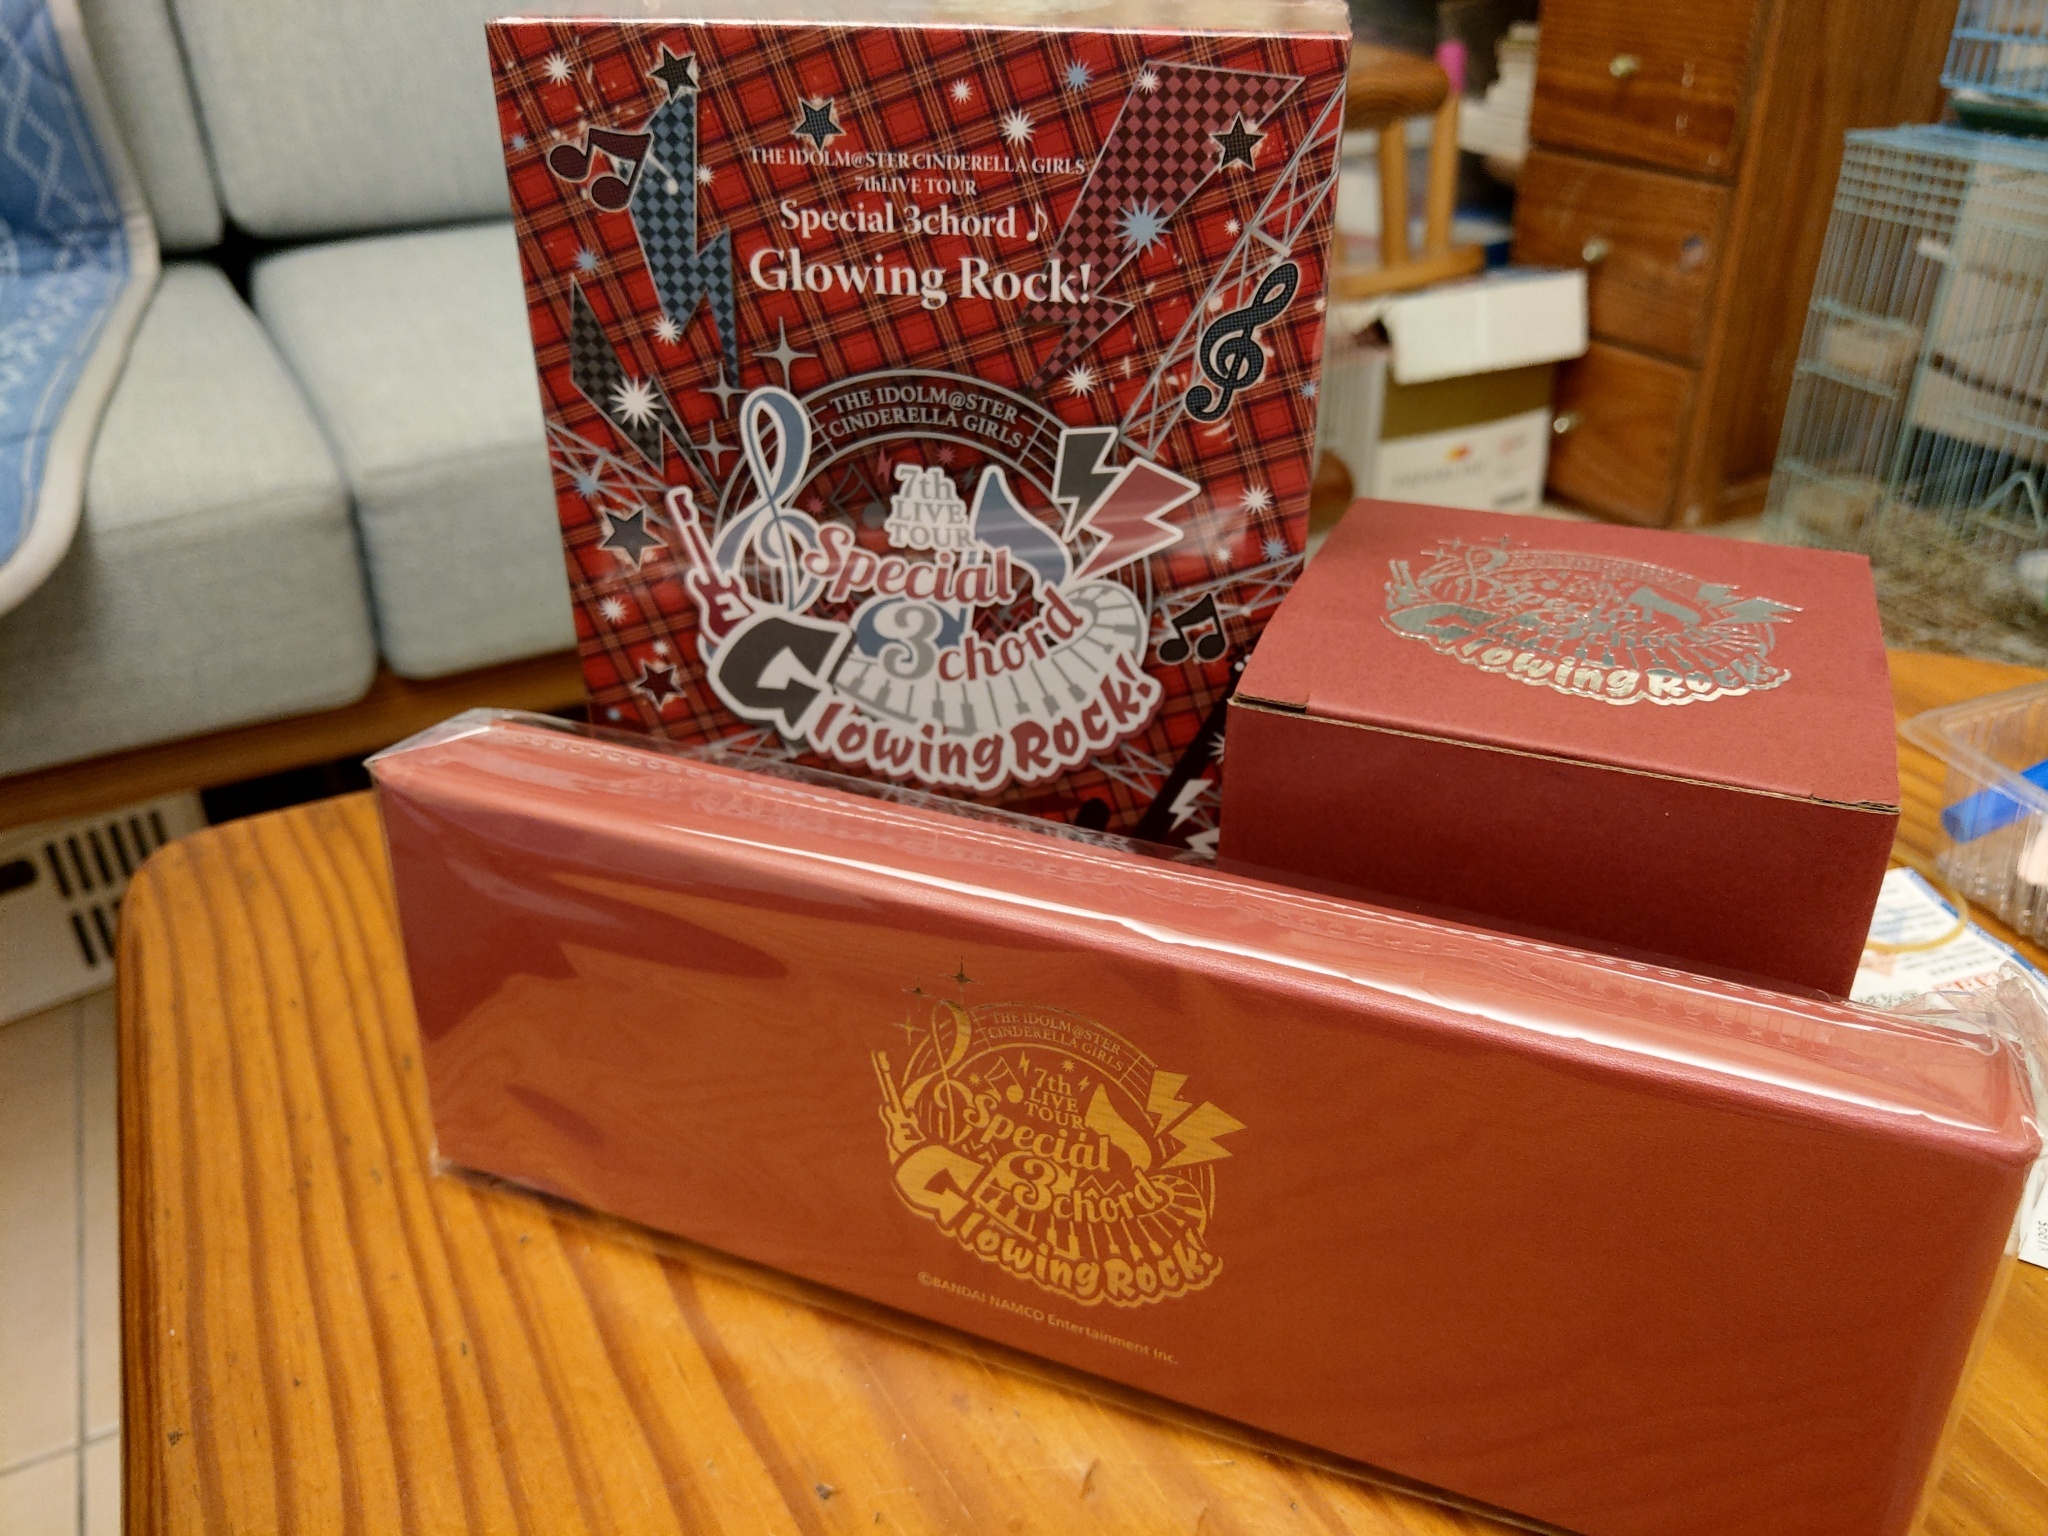 THE IDOLM@STER CINDERELLA GIRLS
7thLIVE TOUR
Special 3chord♪
Glowing Rock!
THE IDOLM@STER
CINDERELLA GIRLS
7th
LIVE
TOUR
Special
3chord
Glowing Rock!
Special
3chord
Glowing Rock!
THE IDOLM@STER
CINDERELLA GIRLS
7th
LIVE
TOUR
Special
3chord
Glowing Rock!
©BANDAI NAMCO Entertainment Inc.